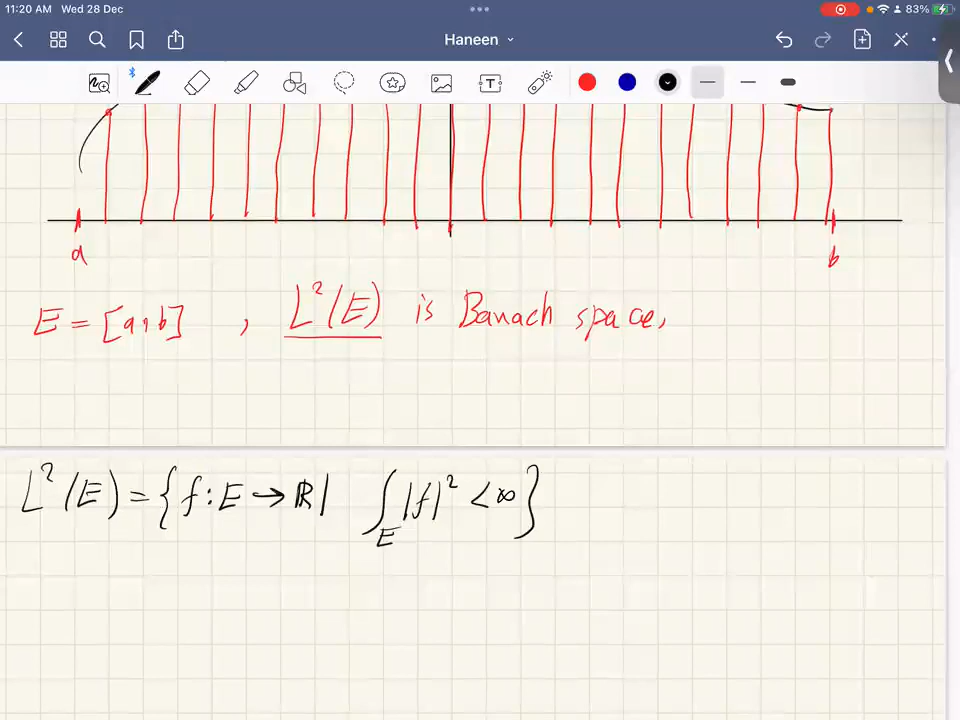 11:20 AM Wed 28 Dec
83%
Haneen
a
b
E = [a, b] , L²(E) is Banach space,
L²(E) = { f : E → ℝ | ∫_E |f|² < ∞ }